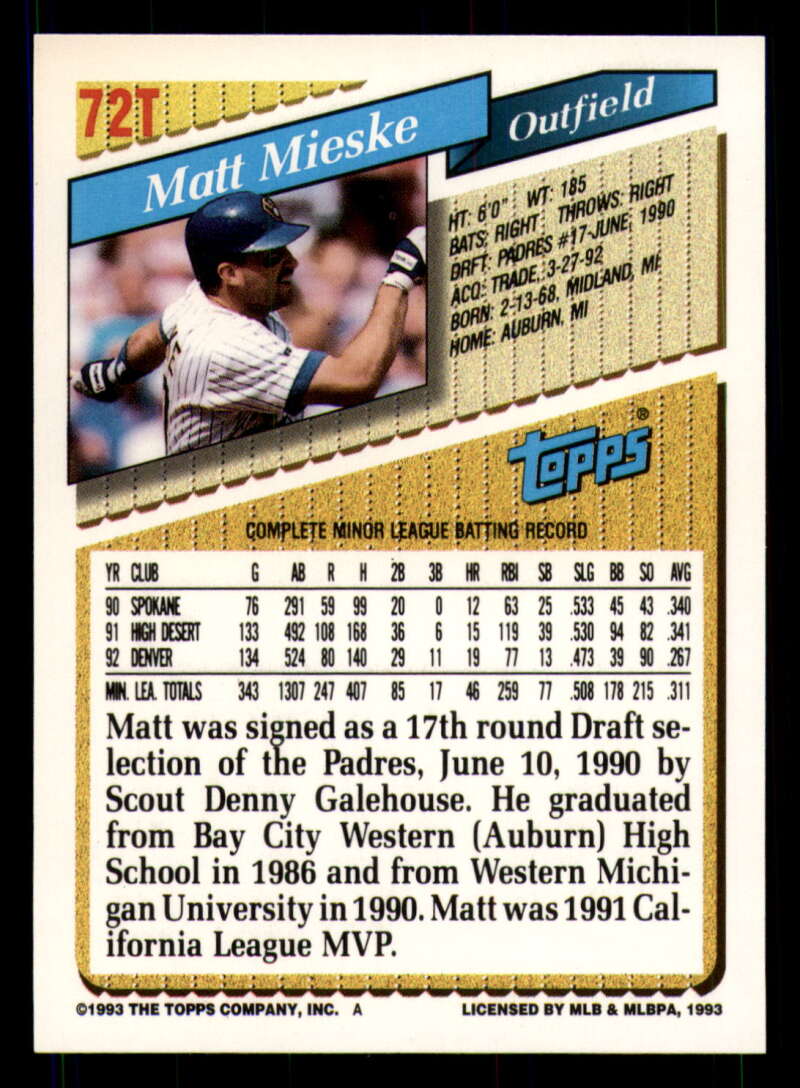 72T
Matt Mieske
Outfield
HT: 6'0" WT: 185
BATS: RIGHT THROWS: RIGHT
DRFT: PADRES #17-JUNE, 1990
ACQ: TRADE, 3-27-92
BORN: 2-13-68, MIDLAND, MI
HOME: AUBURN, MI
topps®
COMPLETE MINOR LEAGUE BATTING RECORD
YR CLUB G AB R H 2B 3B HR RBI SB SLG BB SO AVG
90 SPOKANE 76 291 59 99 20 0 12 63 25 .533 45 43 .340
91 HIGH DESERT 133 492 108 168 36 6 15 119 39 .530 94 82 .341
92 DENVER 134 524 80 140 29 11 19 77 13 .473 39 90 .267
MIN. LEA. TOTALS 343 1307 247 407 85 17 46 259 77 .508 178 215 .311
Matt was signed as a 17th round Draft se-
lection of the Padres, June 10, 1990 by
Scout Denny Galehouse. He graduated
from Bay City Western (Auburn) High
School in 1986 and from Western Michi-
gan University in 1990. Matt was 1991 Cal-
ifornia League MVP.
©1993 THE TOPPS COMPANY, INC. A
LICENSED BY MLB & MLBPA, 1993